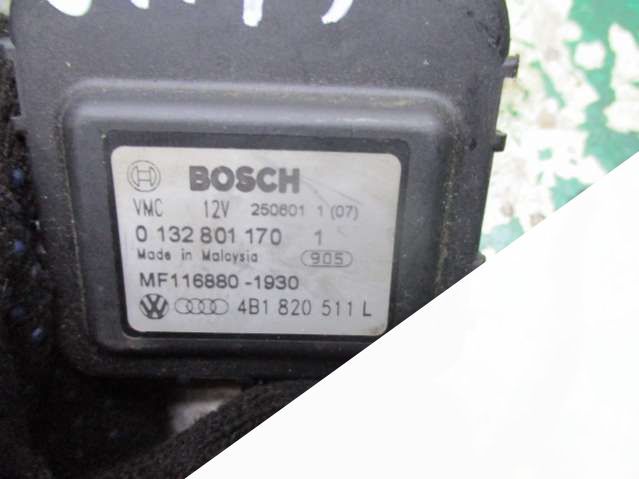 BOSCH
VMC 12V 250601 1 (07)
0 132 801 170 1
Made in Malaysia 905
MF116880-1930
4B1 820 511 L